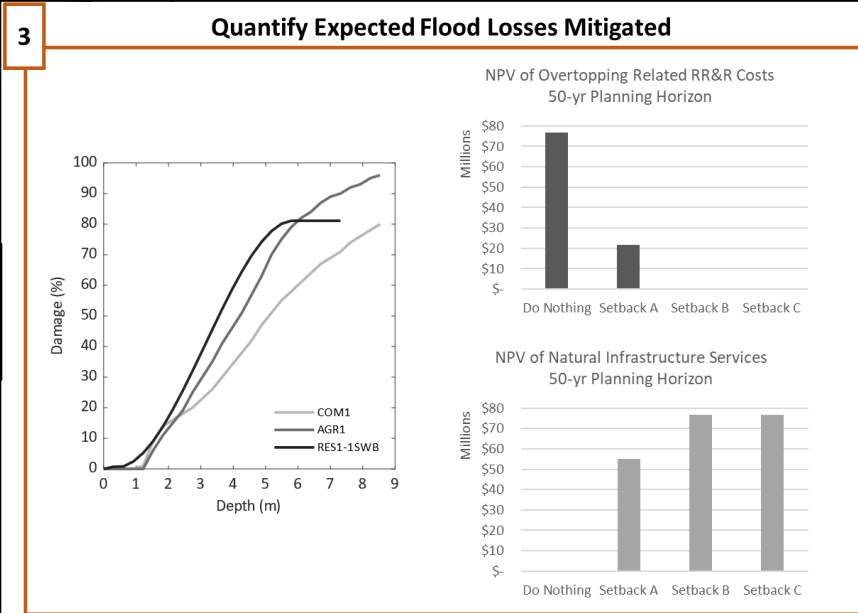 3
Quantify Expected Flood Losses Mitigated
100
90
80
70
60
50
40
30
20
10
0
Damage (%)
0 1 2 3 4 5 6 7 8 9
Depth (m)
COM1
AGR1
RES1-1SWB
NPV of Overtopping Related RR&R Costs
50-yr Planning Horizon
Millions
$80
$70
$60
$50
$40
$30
$20
$10
$-
Do Nothing Setback A Setback B Setback C
NPV of Natural Infrastructure Services
50-yr Planning Horizon
Millions
$80
$70
$60
$50
$40
$30
$20
$10
$-
Do Nothing Setback A Setback B Setback C